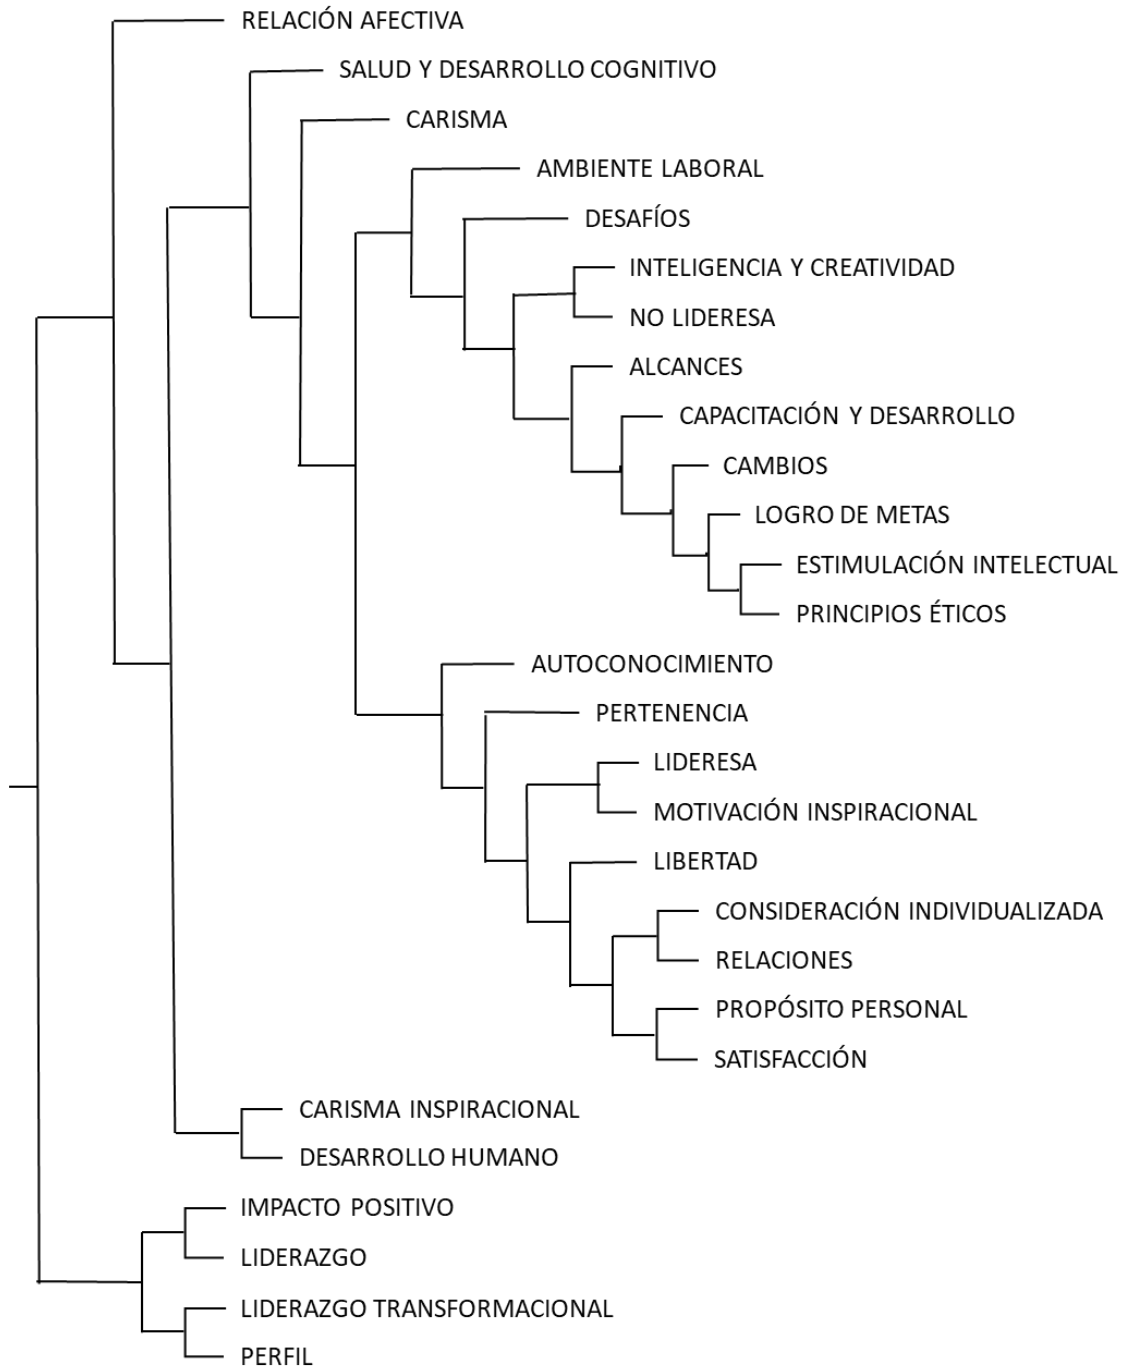 RELACIÓN AFECTIVA
SALUD Y DESARROLLO COGNITIVO
CARISMA
AMBIENTE LABORAL
DESAFÍOS
INTELIGENCIA Y CREATIVIDAD
NO LIDERESA
ALCANCES
CAPACITACIÓN Y DESARROLLO
CAMBIOS
LOGRO DE METAS
ESTIMULACIÓN INTELECTUAL
PRINCIPIOS ÉTICOS
AUTOCONOCIMIENTO
PERTENENCIA
LIDERESA
MOTIVACIÓN INSPIRACIONAL
LIBERTAD
CONSIDERACIÓN INDIVIDUALIZADA
RELACIONES
PROPÓSITO PERSONAL
SATISFACCIÓN
CARISMA INSPIRACIONAL
DESARROLLO HUMANO
IMPACTO POSITIVO
LIDERAZGO
LIDERAZGO TRANSFORMACIONAL
PERFIL